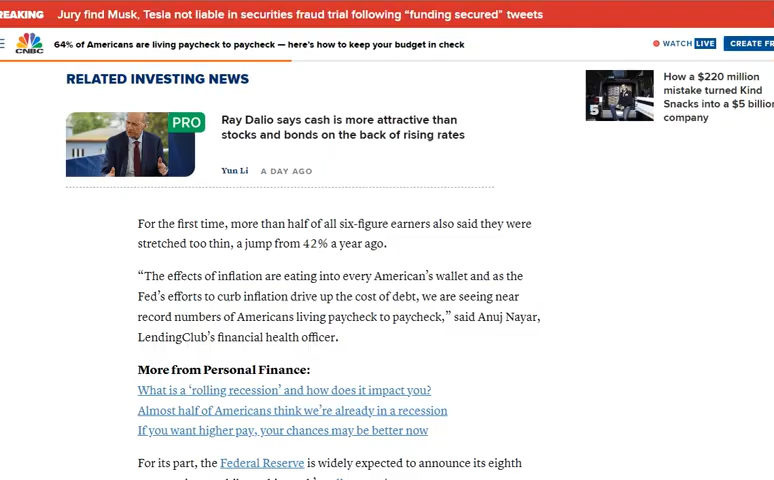 REAKING Jury find Musk, Tesla not liable in securities fraud trial following “funding secured” tweets
CNBC
64% of Americans are living paycheck to paycheck — here's how to keep your budget in check
WATCH LIVE
CREATE FR
RELATED INVESTING NEWS
PRO
Ray Dalio says cash is more attractive than
stocks and bonds on the back of rising rates
Yun Li A DAY AGO
5
How a $220 million
mistake turned Kind
Snacks into a $5 billion
company
For the first time, more than half of all six-figure earners also said they were
stretched too thin, a jump from 42% a year ago.
“The effects of inflation are eating into every American’s wallet and as the
Fed’s efforts to curb inflation drive up the cost of debt, we are seeing near
record numbers of Americans living paycheck to paycheck,” said Anuj Nayar,
LendingClub’s financial health officer.
More from Personal Finance:
What is a ‘rolling recession’ and how does it impact you?
Almost half of Americans think we’re already in a recession
If you want higher pay, your chances may be better now
For its part, the Federal Reserve is widely expected to announce its eighth